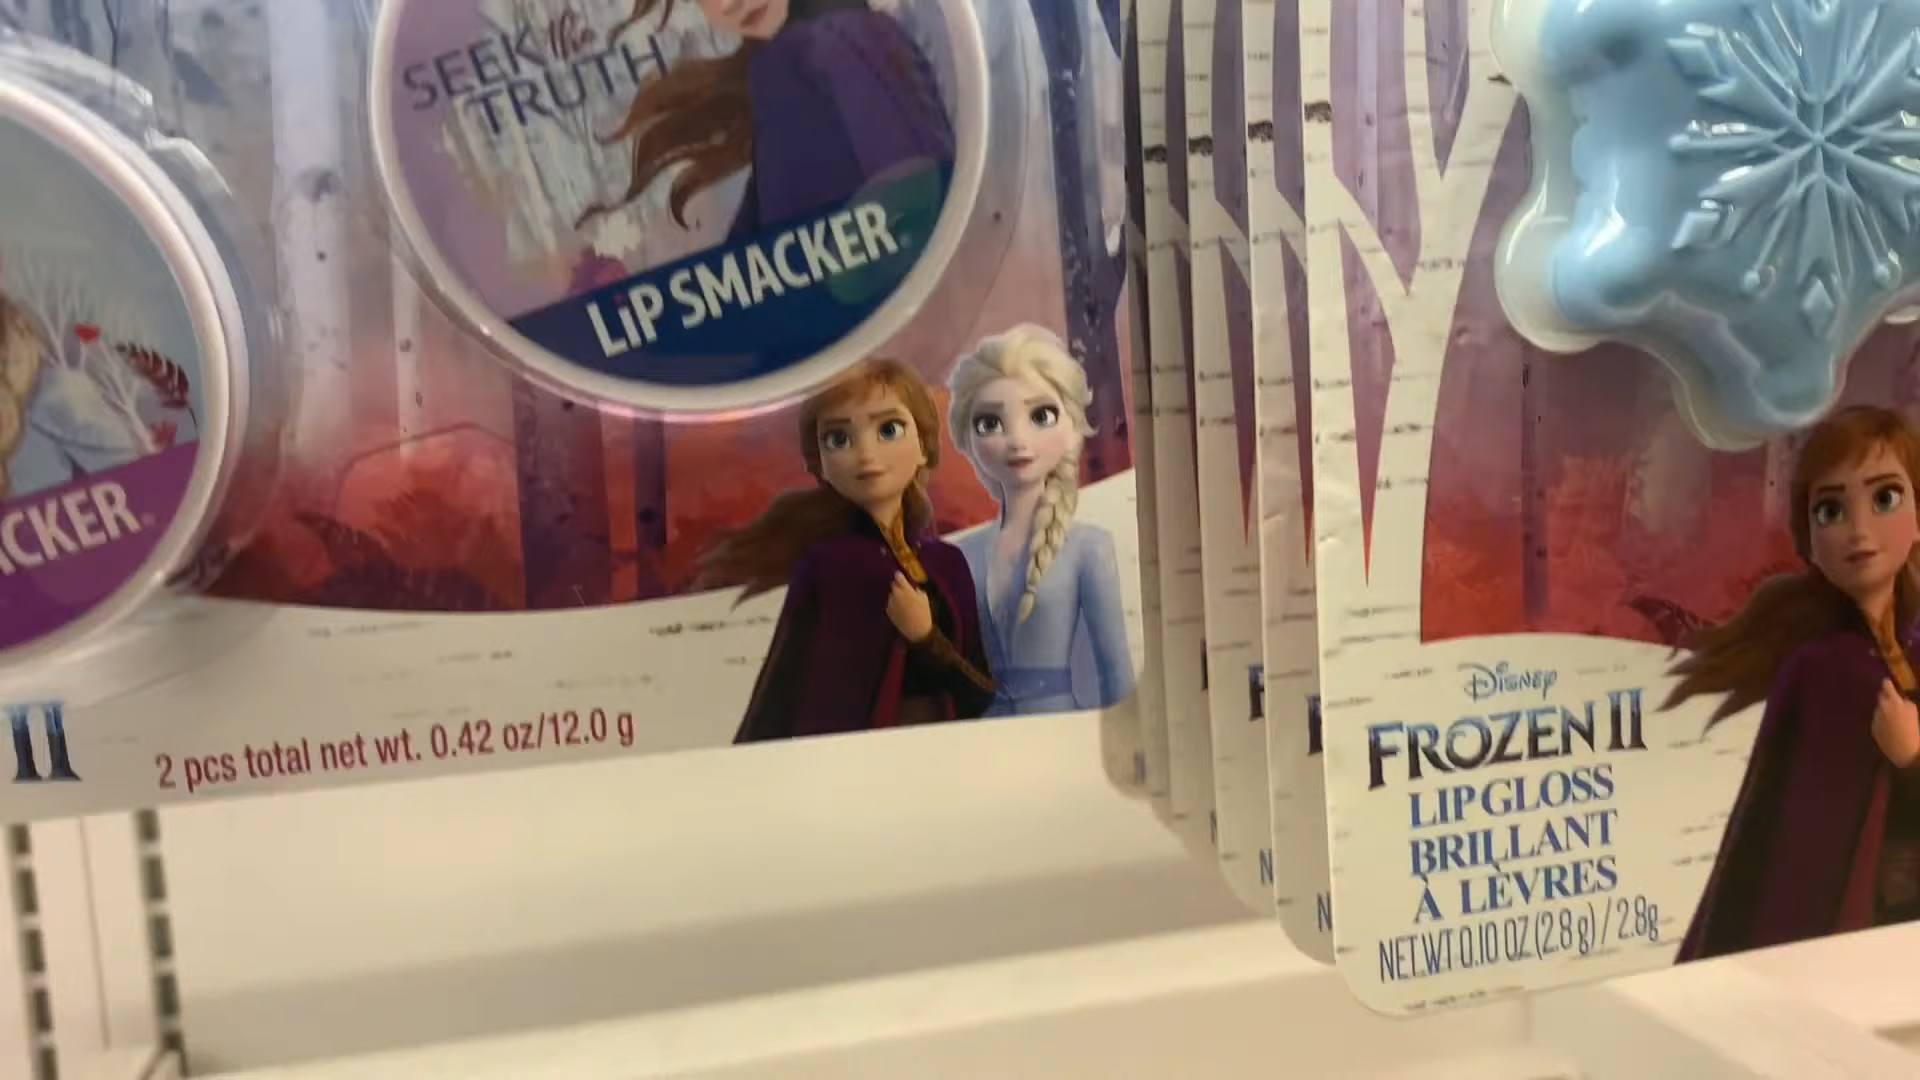 SEEK the
TRUTH
LiP SMACKER
CKER
II
2 pcs total net wt. 0.42 oz/12.0 g
Disney
FROZEN II
LIP GLOSS
BRILLANT
À LÈVRES
NET.WT 0.10 OZ (2.8 g) / 2.8g